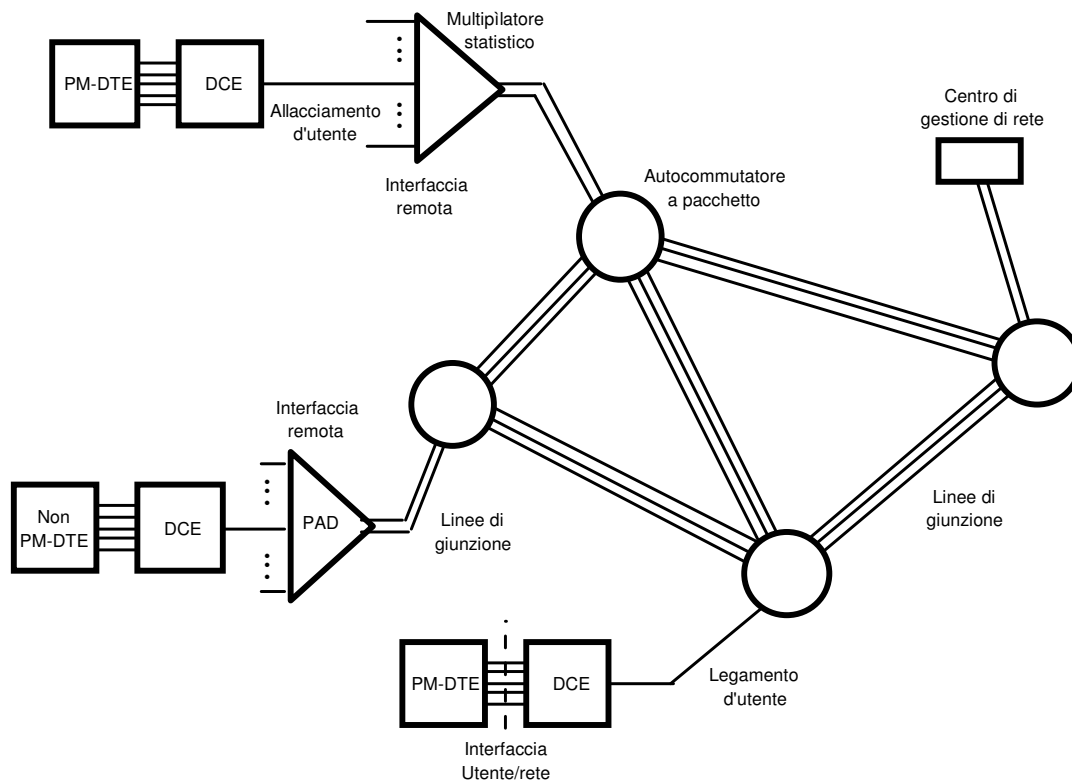 Multipìlatore
statistico
PM-DTE
DCE
Allacciamento
d'utente
Interfaccia
remota
Centro di
gestione di rete
Autocommutatore
a pacchetto
Interfaccia
remota
Non
PM-DTE
DCE
PAD
Linee di
giunzione
Linee di
giunzione
PM-DTE
DCE
Legamento
d'utente
Interfaccia
Utente/rete